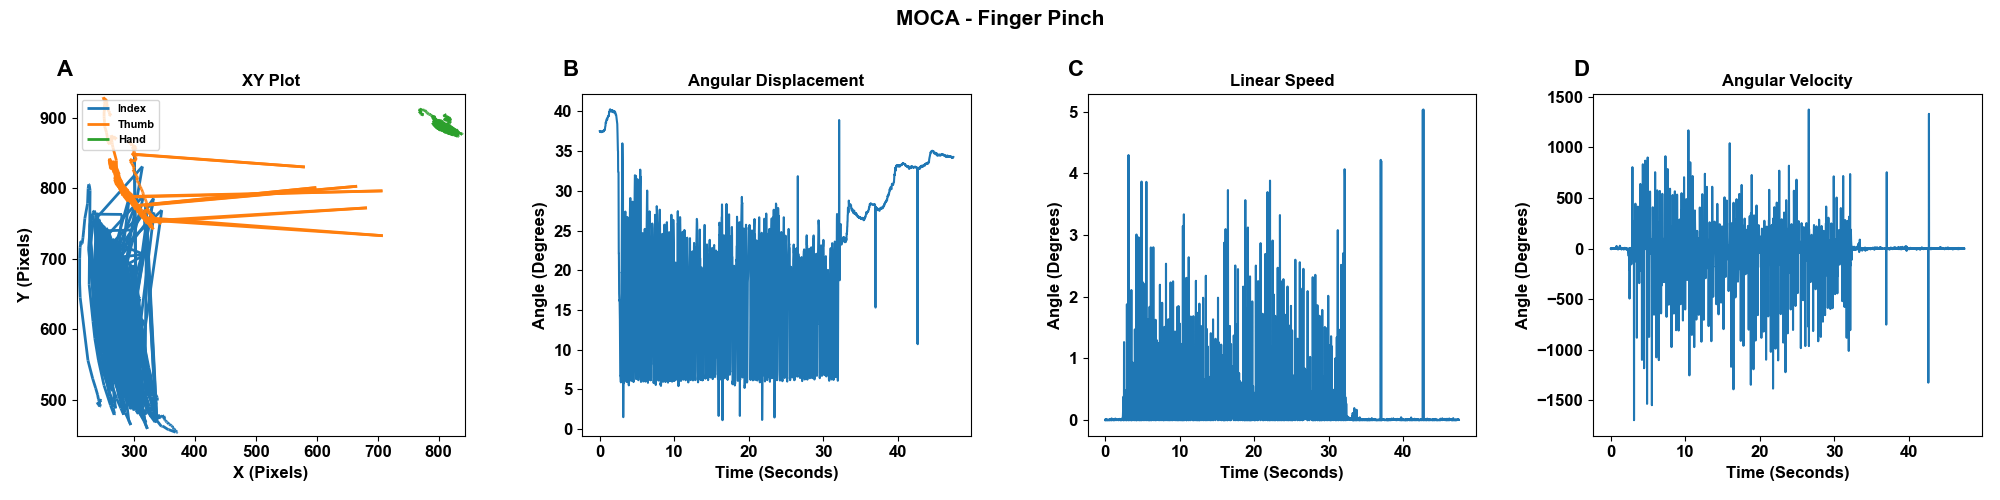 MOCA - Finger Pinch
A
XY Plot
Index
Thumb
Hand
900
800
700
600
500
Y (Pixels)
300
400
500
600
700
800
X (Pixels)
B
Angular Displacement
40
35
30
25
20
15
10
5
0
Angle (Degrees)
0
10
20
30
40
Time (Seconds)
C
Linear Speed
5
4
3
2
1
0
Angle (Degrees)
0
10
20
30
40
Time (Seconds)
D
Angular Velocity
1500
1000
500
0
−500
−1000
−1500
Angle (Degrees)
0
10
20
30
40
Time (Seconds)